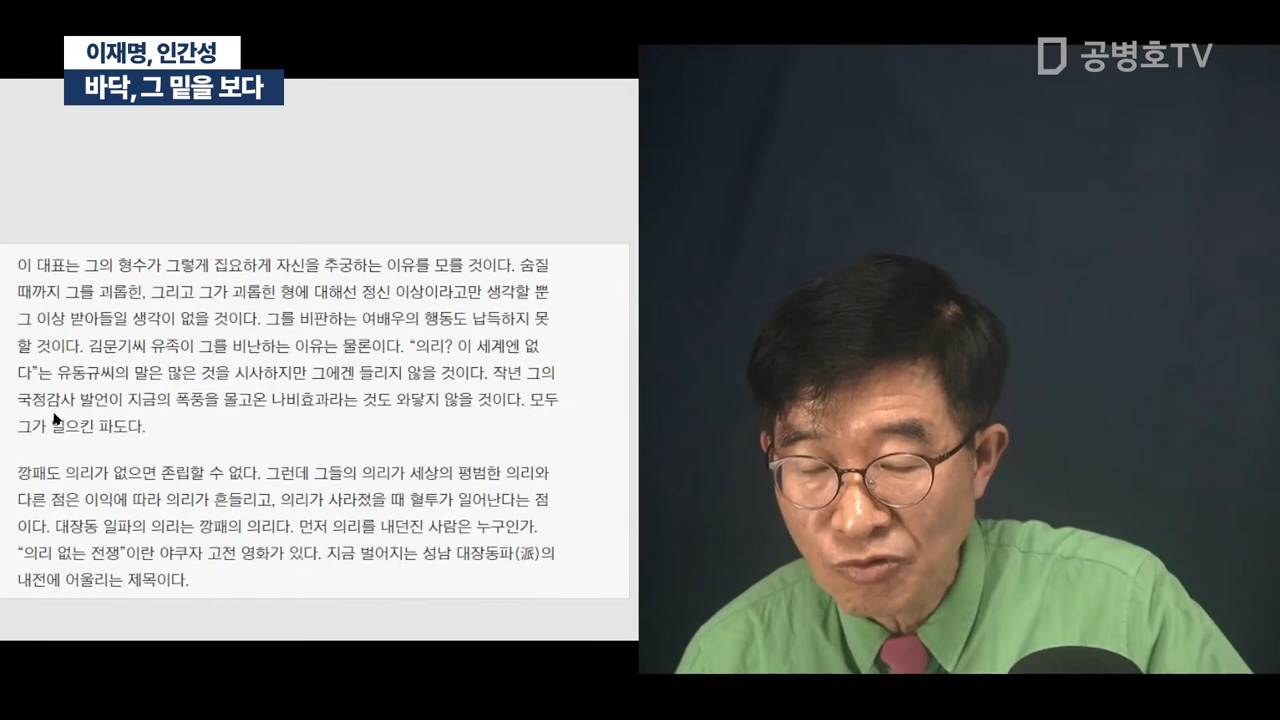 이재명, 인간성
바닥, 그 밑을 보다
공병호TV
이 대표는 그의 형수가 그렇게 집요하게 자신을 추궁하는 이유를 모를 것이다. 숨질
때까지 그를 괴롭힌, 그리고 그가 괴롭힌 형에 대해선 정신 이상이라고만 생각할 뿐
그 이상 받아들일 생각이 없을 것이다. 그를 비판하는 여배우의 행동도 납득하지 못
할 것이다. 김문기씨 유족이 그를 비난하는 이유는 물론이다. “의리? 이 세계엔 없
다”는 유동규씨의 말은 많은 것을 시사하지만 그에겐 들리지 않을 것이다. 작년 그의
국정감사 발언이 지금의 폭풍을 몰고온 나비효과라는 것도 와닿지 않을 것이다. 모두
그가 일으킨 파도다.
깡패도 의리가 없으면 존립할 수 없다. 그런데 그들의 의리가 세상의 평범한 의리와
다른 점은 이익에 따라 의리가 흔들리고, 의리가 사라졌을 때 혈투가 일어난다는 점
이다. 대장동 일파의 의리는 깡패의 의리다. 먼저 의리를 내던진 사람은 누구인가.
“의리 없는 전쟁”이란 야쿠자 고전 영화가 있다. 지금 벌어지는 성남 대장동파(派)의
내전에 어울리는 제목이다.